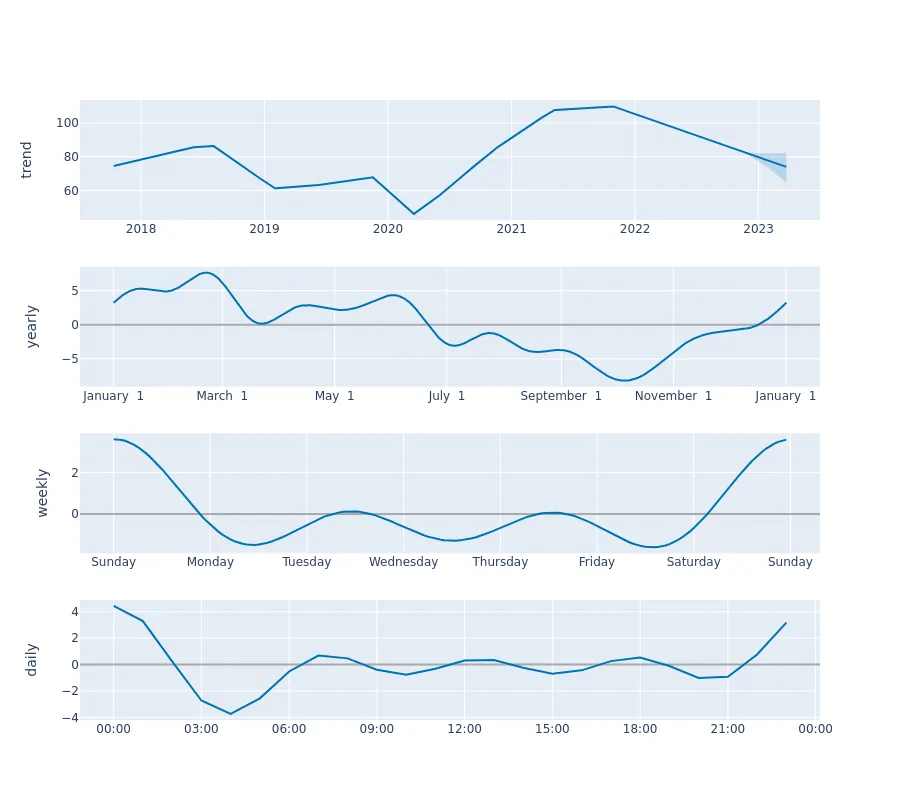 trend
100
80
60
2018 2019 2020 2021 2022 2023
yearly
5
0
−5
January 1 March 1 May 1 July 1 September 1 November 1 January 1
weekly
2
0
Sunday Monday Tuesday Wednesday Thursday Friday Saturday Sunday
daily
4
2
0
−2
−4
00:00 03:00 06:00 09:00 12:00 15:00 18:00 21:00 00:00